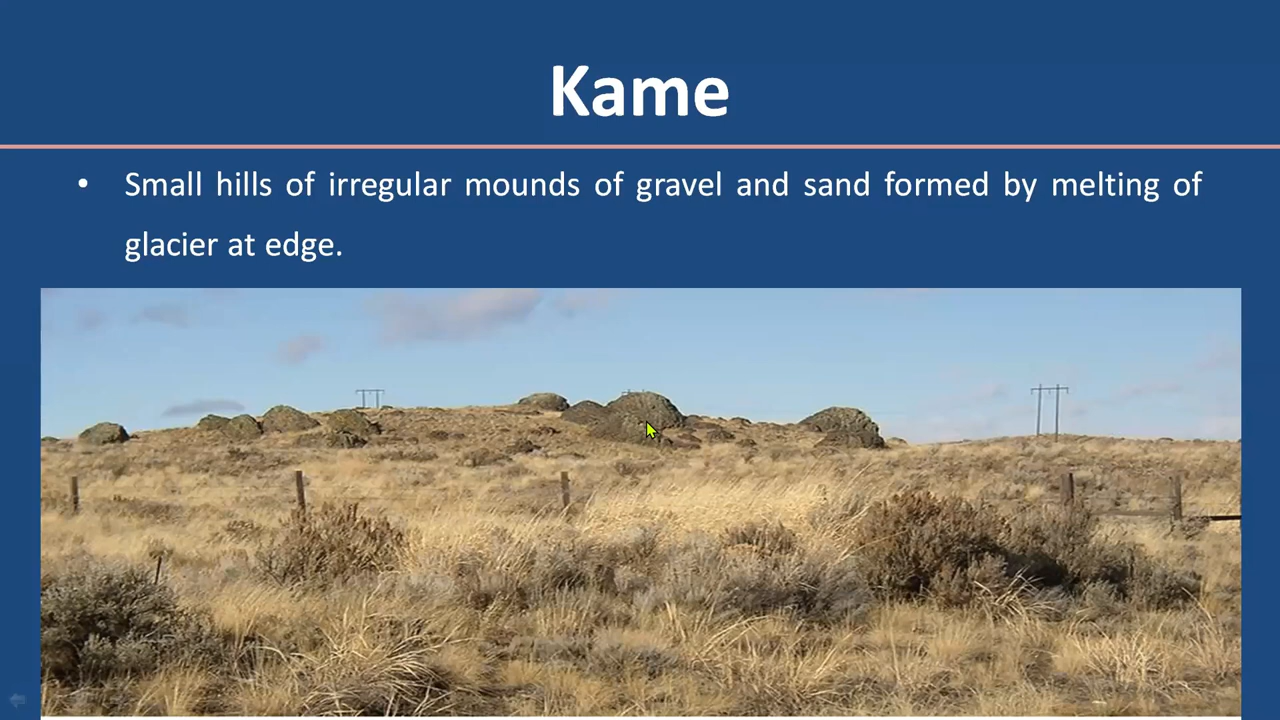 Kame
• Small hills of irregular mounds of gravel and sand formed by melting of
glacier at edge.